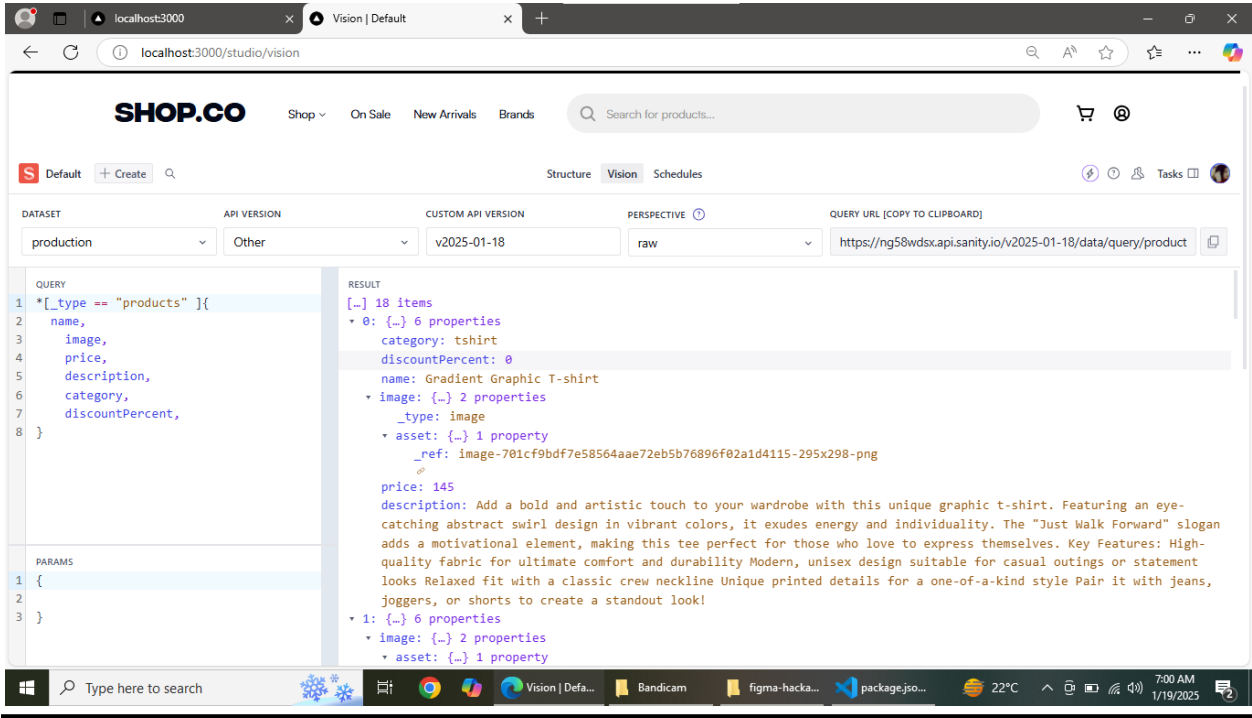 localhost:3000
Vision | Default
localhost:3000/studio/vision
SHOP.CO
Shop
On Sale
New Arrivals
Brands
Search for products...
S
Default
+ Create
Structure
Vision
Schedules
Tasks
DATASET
API VERSION
CUSTOM API VERSION
PERSPECTIVE
QUERY URL [COPY TO CLIPBOARD]
production
Other
v2025-01-18
raw
https://ng58wdsx.api.sanity.io/v2025-01-18/data/query/product
QUERY
1 *[_type == "products" ]{
2 name,
3 image,
4 price,
5 description,
6 category,
7 discountPercent,
8 }
PARAMS
1 {
2
3 }
RESULT
[…] 18 items
0: {…} 6 properties
category: tshirt
discountPercent: 0
name: Gradient Graphic T-shirt
image: {…} 2 properties
_type: image
asset: {…} 1 property
_ref: image-701cf9bdf7e58564aae72eb5b76896f02a1d4115-295x298-png
price: 145
description: Add a bold and artistic touch to your wardrobe with this unique graphic t-shirt. Featuring an eye-
catching abstract swirl design in vibrant colors, it exudes energy and individuality. The "Just Walk Forward" slogan
adds a motivational element, making this tee perfect for those who love to express themselves. Key Features: High-
quality fabric for ultimate comfort and durability Modern, unisex design suitable for casual outings or statement
looks Relaxed fit with a classic crew neckline Unique printed details for a one-of-a-kind style Pair it with jeans,
joggers, or shorts to create a standout look!
1: {…} 6 properties
image: {…} 2 properties
asset: {…} 1 property
Type here to search
Vision | Defa...
Bandicam
figma-hacka...
package.jso...
22°C
7:00 AM
1/19/2025
2